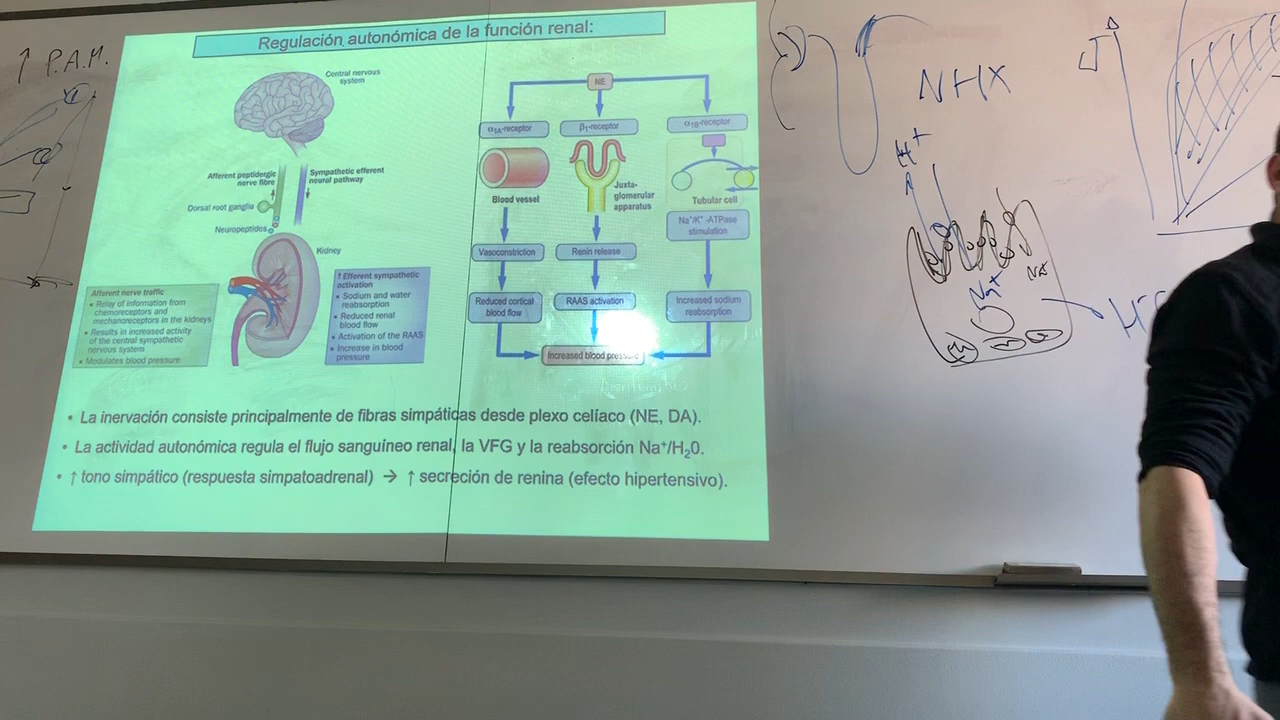 ↑ P.A.M.
Regulación autonómica de la función renal:
Central nervous
system
Afferent peptidergic
nerve fibre
Sympathetic efferent
neural pathway
Dorsal root ganglia
Neuropeptides
Kidney
Afferent nerve traffic
• Relay of information from
chemoreceptors and
mechanoreceptors in the kidneys
• Results in increased activity
of the central sympathetic
nervous system
• Modulates blood pressure
↑ Efferent sympathetic
activation
• Sodium and water
reabsorption
• Reduced renal
blood flow
• Activation of the RAAS
• Increase in blood
pressure
NE
α1A-receptor
β1-receptor
α1B-receptor
Blood vessel
Juxta-
glomerular
apparatus
Tubular cell
Vasoconstriction
Renin release
Na⁺/K⁺-ATPase
stimulation
Reduced cortical
blood flow
RAAS activation
Increased sodium
reabsorption
Increased blood pressure
• La inervación consiste principalmente de fibras simpáticas desde plexo celíaco (NE, DA).
• La actividad autonómica regula el flujo sanguíneo renal, la VFG y la reabsorción Na⁺/H₂0.
• ↑ tono simpático (respuesta simpatoadrenal) → ↑ secreción de renina (efecto hipertensivo).
NHX
H+
J